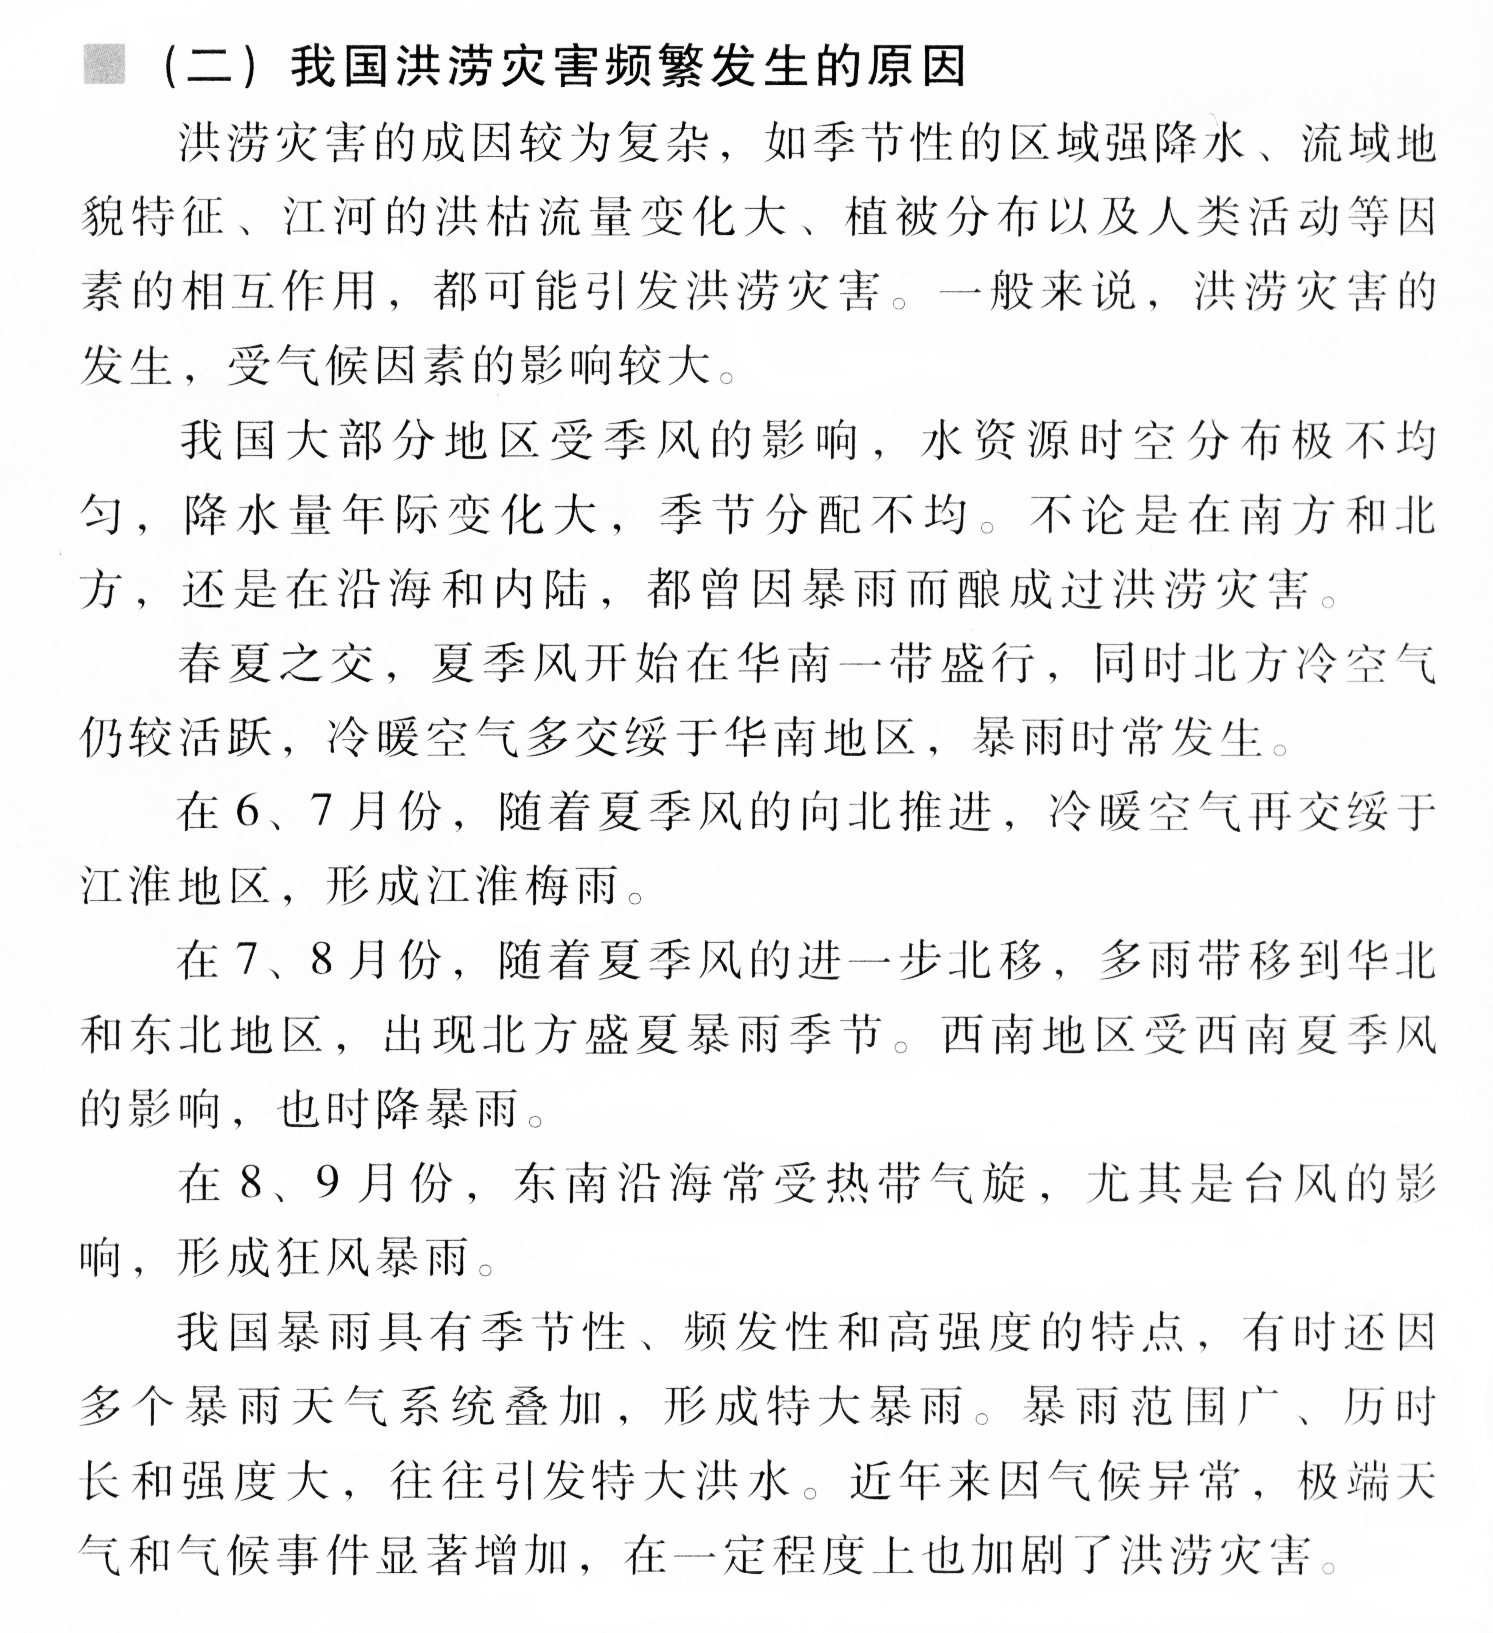 （二）我国洪涝灾害频繁发生的原因
洪涝灾害的成因较为复杂，如季节性的区域强降水、流域地
貌特征、江河的洪枯流量变化大、植被分布以及人类活动等因
素的相互作用，都可能引发洪涝灾害。一般来说，洪涝灾害的
发生，受气候因素的影响较大。
我国大部分地区受季风的影响，水资源时空分布极不均
匀，降水量年际变化大，季节分配不均。不论是在南方和北
方，还是在沿海和内陆，都曾因暴雨而酿成过洪涝灾害。
春夏之交，夏季风开始在华南一带盛行，同时北方冷空气
仍较活跃，冷暖空气多交绥于华南地区，暴雨时常发生。
在 6、7 月份，随着夏季风的向北推进，冷暖空气再交绥于
江淮地区，形成江淮梅雨。
在 7、8 月份，随着夏季风的进一步北移，多雨带移到华北
和东北地区，出现北方盛夏暴雨季节。西南地区受西南夏季风
的影响，也时降暴雨。
在 8、9 月份，东南沿海常受热带气旋，尤其是台风的影
响，形成狂风暴雨。
我国暴雨具有季节性、频发性和高强度的特点，有时还因
多个暴雨天气系统叠加，形成特大暴雨。暴雨范围广、历时
长和强度大，往往引发特大洪水。近年来因气候异常，极端天
气和气候事件显著增加，在一定程度上也加剧了洪涝灾害。